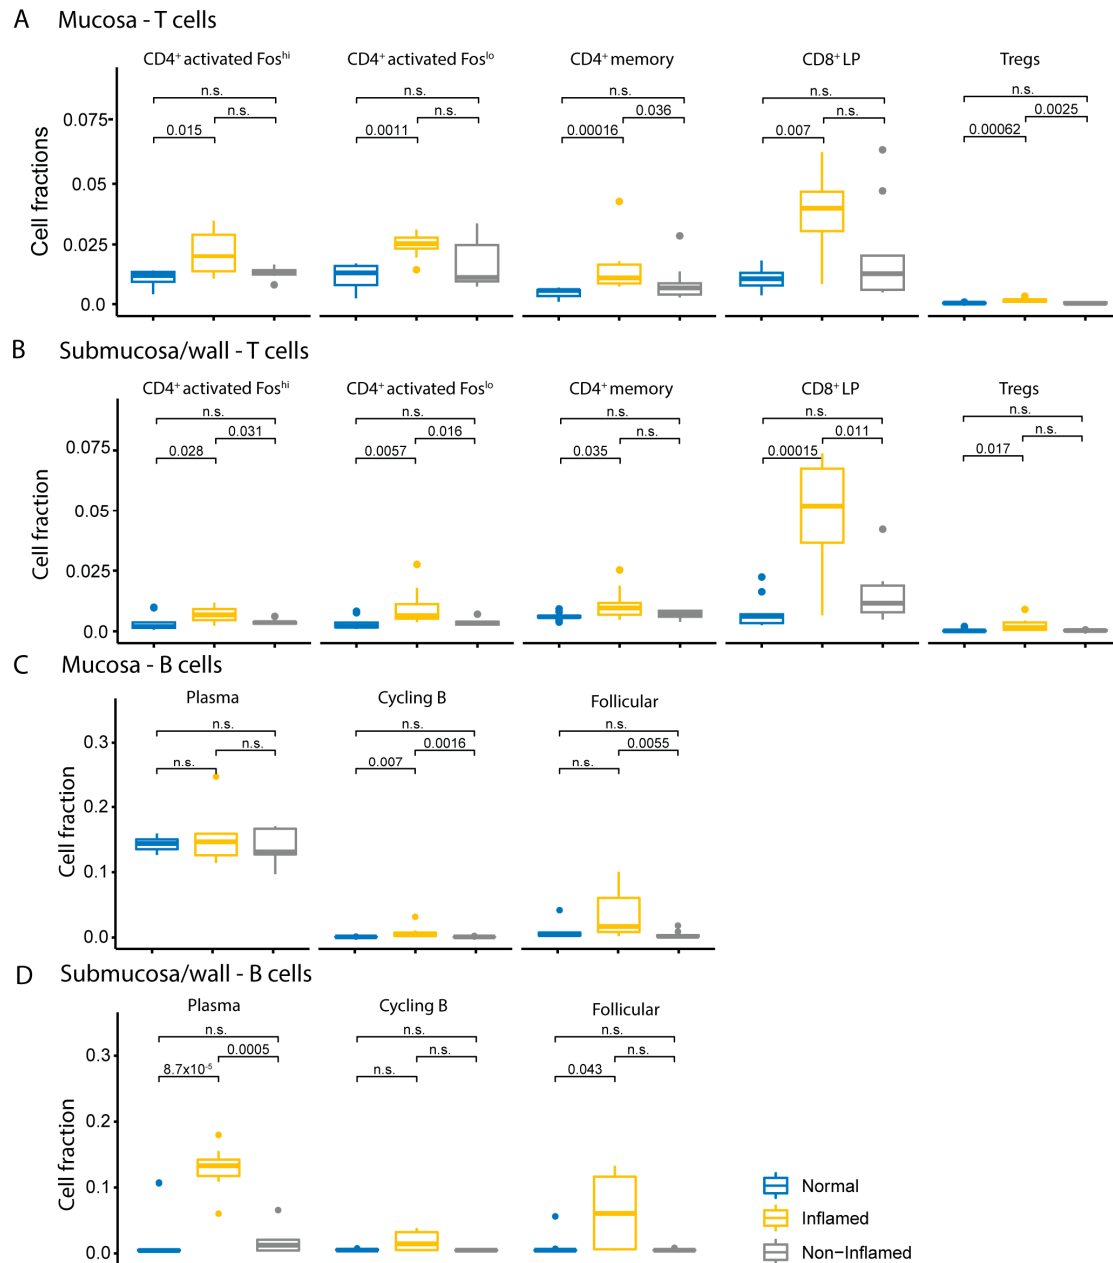 A Mucosa - T cells
CD4+ activated Foshi CD4+ activated Foslo CD4+ memory CD8+ LP Tregs
n.s. n.s. n.s. n.s. n.s.
n.s. n.s. 0.036 n.s. 0.0025
0.015 0.0011 0.00016 0.007 0.00062
Cell fractions
0.075
0.05
0.025
0.0
B Submucosa/wall - T cells
CD4+ activated Foshi CD4+ activated Foslo CD4+ memory CD8+ LP Tregs
n.s. n.s. n.s. n.s. n.s.
0.031 0.016 n.s. 0.011 n.s.
0.028 0.0057 0.035 0.00015 0.017
Cell fraction
0.075
0.05
0.025
0.0
C Mucosa - B cells
Plasma Cycling B Follicular
n.s. n.s. n.s.
n.s. 0.0016 0.0055
n.s. 0.007 n.s.
Cell fraction
0.3
0.2
0.1
0.0
D Submucosa/wall - B cells
Plasma Cycling B Follicular
n.s. n.s. n.s.
0.0005 n.s. n.s.
8.7x10-5 n.s. 0.043
Cell fraction
0.3
0.2
0.1
0.0
Normal
Inflamed
Non−Inflamed